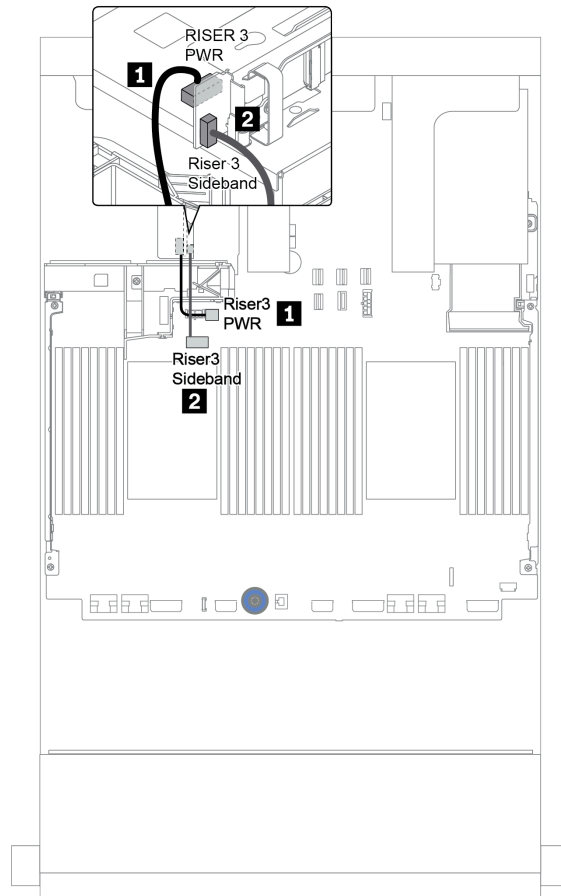 RISER 3
PWR
1
2
Riser 3
Sideband
Riser3
PWR
1
Riser3
Sideband
2